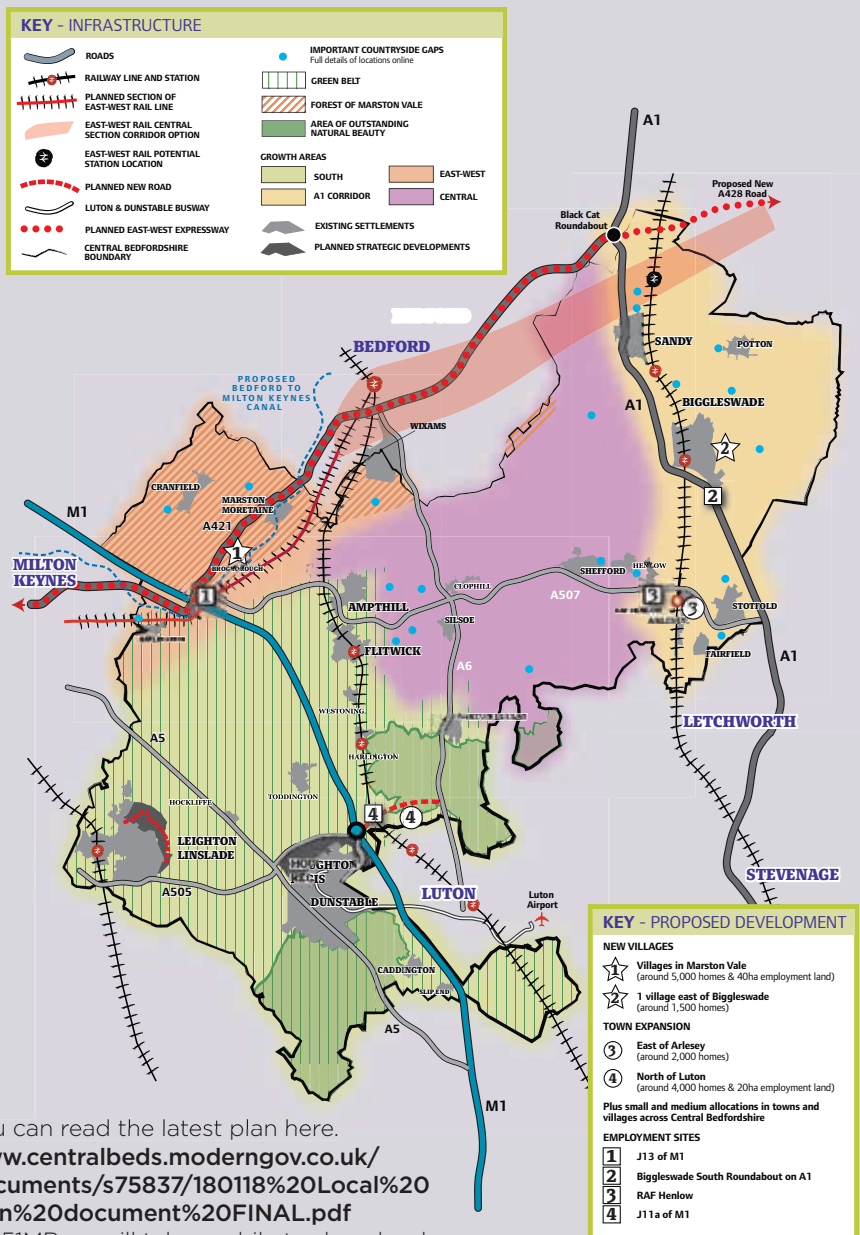 KEY - INFRASTRUCTURE
ROADS
RAILWAY LINE AND STATION
PLANNED SECTION OF
EAST-WEST RAIL LINE
EAST-WEST RAIL CENTRAL
SECTION CORRIDOR OPTION
EAST-WEST RAIL POTENTIAL
STATION LOCATION
PLANNED NEW ROAD
LUTON & DUNSTABLE BUSWAY
PLANNED EAST-WEST EXPRESSWAY
CENTRAL BEDFORDSHIRE
BOUNDARY
IMPORTANT COUNTRYSIDE GAPS
Full details of locations online
GREEN BELT
FOREST OF MARSTON VALE
AREA OF OUTSTANDING
NATURAL BEAUTY
GROWTH AREAS
SOUTH
EAST-WEST
A1 CORRIDOR
CENTRAL
EXISTING SETTLEMENTS
PLANNED STRATEGIC DEVELOPMENTS
A1
Proposed New
A428 Road
Black Cat
Roundabout
SANDY
POTTON
BEDFORD
PROPOSED
BEDFORD TO
MILTON KEYNES
CANAL
A1
BIGGLESWADE
WIXAMS
2
CRANFIELD
MARSTON
MORETAINE
2
M1
A421
1
BROGBOROUGH
MILTON
KEYNES
1
SHEFFORD
HENLOW
CLOPHILL
A507
3
AMPTHILL
3
STOTFOLD
SILSOE
FLITWICK
FAIRFIELD
A1
A6
WESTONING
LETCHWORTH
A5
HARLINGTON
TODDINGTON
HOCKLIFFE
4
4
LEIGHTON
LINSLADE
HOUGHTON
REGIS
STEVENAGE
A505
LUTON
DUNSTABLE
Luton
Airport
CADDINGTON
SLIP END
A5
M1
KEY - PROPOSED DEVELOPMENT
NEW VILLAGES
1
Villages in Marston Vale
(around 5,000 homes & 40ha employment land)
2
1 village east of Biggleswade
(around 1,500 homes)
TOWN EXPANSION
3
East of Arlesey
(around 2,000 homes)
4
North of Luton
(around 4,000 homes & 20ha employment land)
Plus small and medium allocations in towns and
villages across Central Bedfordshire
EMPLOYMENT SITES
1 J13 of M1
2 Biggleswade South Roundabout on A1
3 RAF Henlow
4 J11a of M1
u can read the latest plan here.
w.centralbeds.moderngov.co.uk/
cuments/s75837/180118%20Local%20
n%20document%20FINAL.pdf